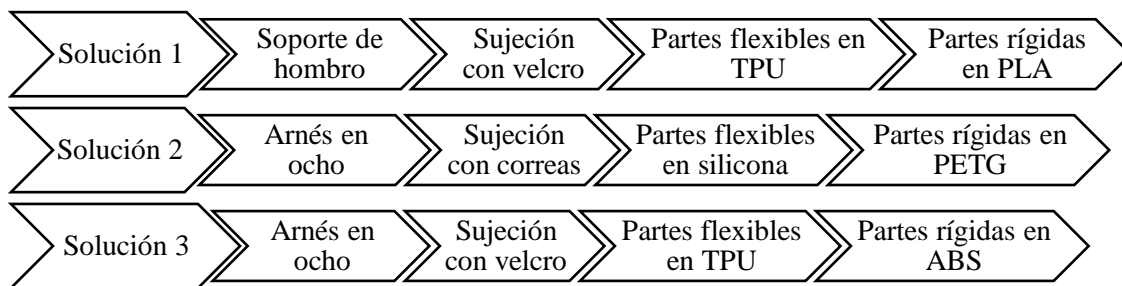 Solución 1
Soporte de
hombro
Sujeción
con velcro
Partes flexibles en
TPU
Partes rígidas
en PLA
Solución 2
Arnés en
ocho
Sujeción
con correas
Partes flexibles
en silicona
Partes rígidas en
PETG
Solución 3
Arnés en
ocho
Sujeción
con velcro
Partes flexibles
en TPU
Partes rígidas en
ABS